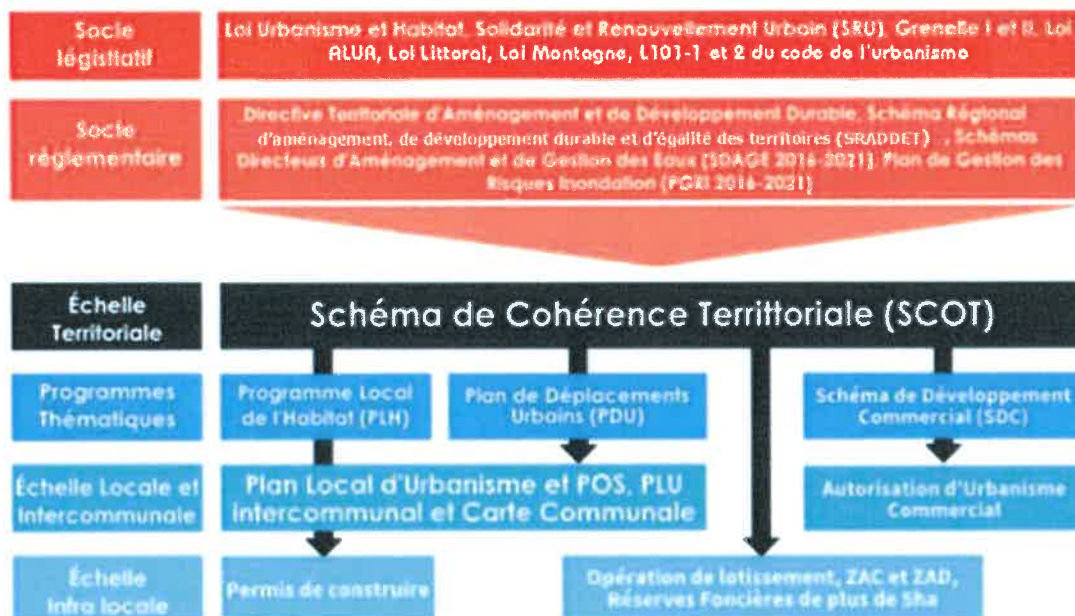 Socle
législatif
Loi Urbanisme et Habitat, Solidarité et Renouvellement Urbain (SRU), Grenelle I et II, Loi
ALUR, Loi Littoral, Loi Montagne, L101-1 et 2 du code de l'urbanisme
Socle
réglementaire
Directive Territoriale d'Aménagement et de Développement Durable, Schéma Régional
d'aménagement, de développement durable et d'égalité des territoires (SRADDET) , Schémas
Directeurs d'Aménagement et de Gestion des Eaux (SDAGE 2016-2021), Plan de Gestion des
Risques Inondation (PGRI 2016-2021)
Échelle
Territoriale
Schéma de Cohérence Territtoriale (SCOT)
Programmes
Thématiques
Programme Local
de l'Habitat (PLH)
Plan de Déplacements
Urbains (PDU)
Schéma de Développement
Commercial (SDC)
Échelle Locale et
Intercommunale
Plan Local d'Urbanisme et POS, PLU
intercommunal et Carte Communale
Autorisation d'Urbanisme
Commercial
Échelle
Infra locale
Permis de construire
Opération de lotissement, ZAC et ZAD,
Réserves Foncières de plus de 5ha